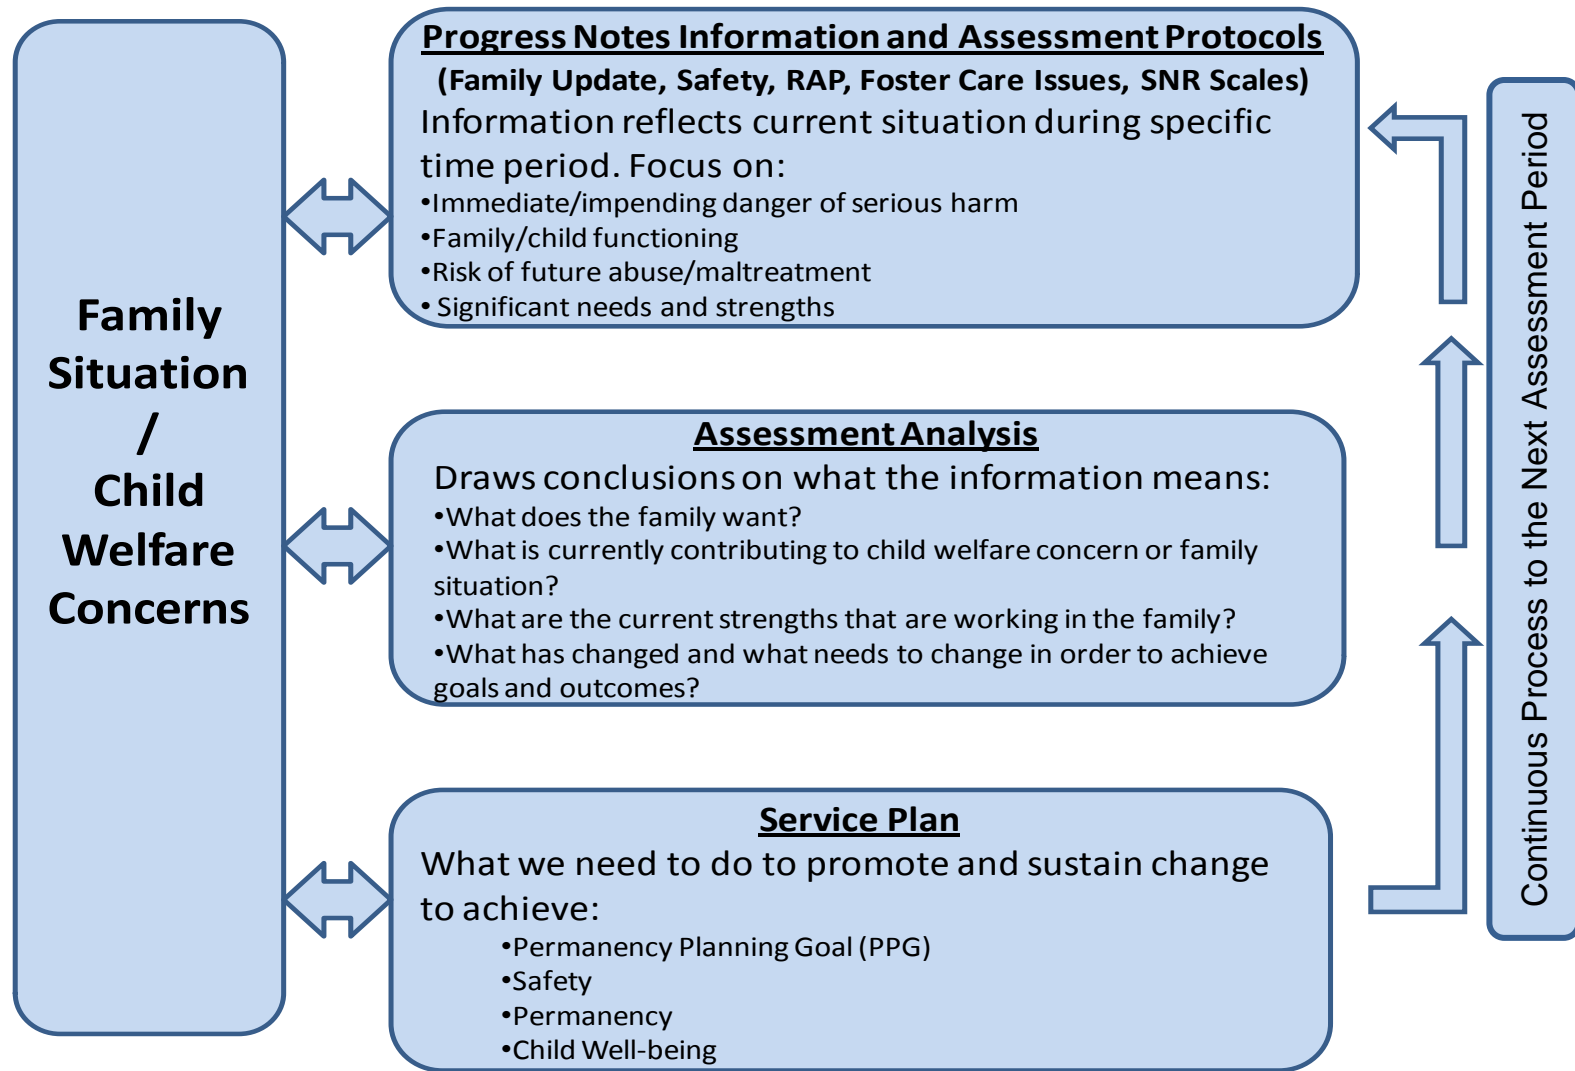 Family
Situation
/
Child
Welfare
Concerns
Progress Notes Information and Assessment Protocols
(Family Update, Safety, RAP, Foster Care Issues, SNR Scales)
Information reflects current situation during specific
time period. Focus on:
•Immediate/impending danger of serious harm
•Family/child functioning
•Risk of future abuse/maltreatment
• Significant needs and strengths
Assessment Analysis
Draws conclusions on what the information means:
•What does the family want?
•What is currently contributing to child welfare concern or family
situation?
•What are the current strengths that are working in the family?
•What has changed and what needs to change in order to achieve
goals and outcomes?
Service Plan
What we need to do to promote and sustain change
to achieve:
•Permanency Planning Goal (PPG)
•Safety
•Permanency
•Child Well-being
Continuous Process to the Next Assessment Period